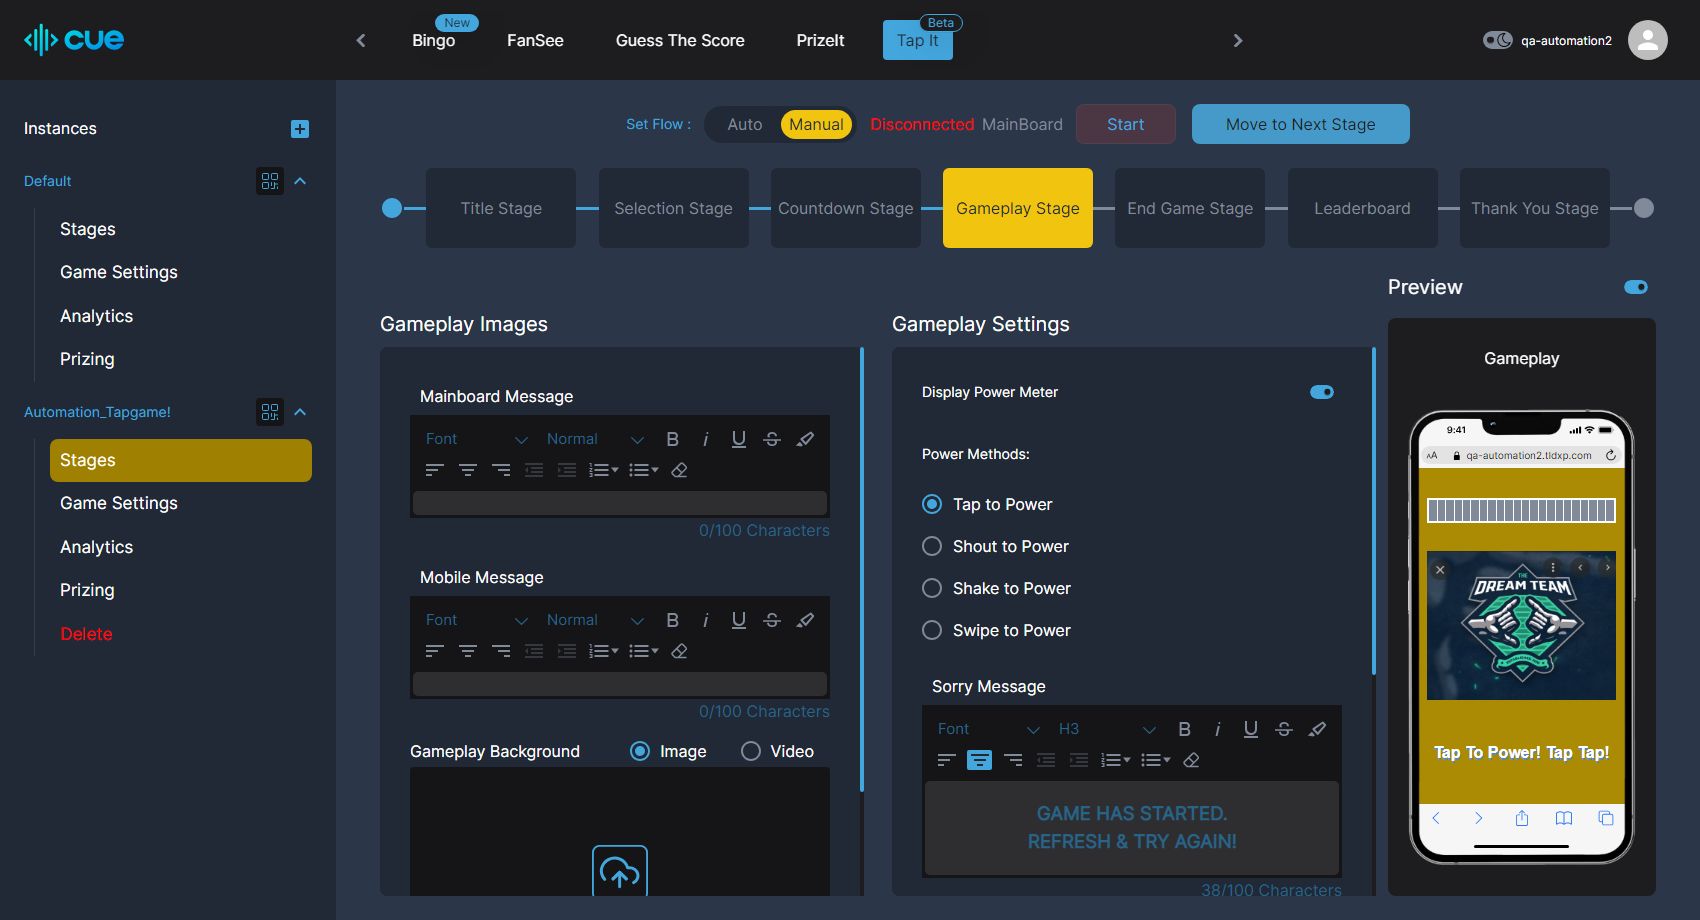 cue
New
Bingo
FanSee
Guess The Score
PrizeIt
Beta
Tap It
qa-automation2
Instances
Default
Stages
Game Settings
Analytics
Prizing
Automation_Tapgame!
Stages
Game Settings
Analytics
Prizing
Delete
Set Flow :
Auto
Manual
Disconnected MainBoard
Start
Move to Next Stage
Title Stage
Selection Stage
Countdown Stage
Gameplay Stage
End Game Stage
Leaderboard
Thank You Stage
Gameplay Images
Mainboard Message
Font
Normal
B i U S
0/100 Characters
Mobile Message
Font
Normal
B i U S
0/100 Characters
Gameplay Background
Image
Video
Gameplay Settings
Display Power Meter
Power Methods:
Tap to Power
Shout to Power
Shake to Power
Swipe to Power
Sorry Message
Font
H3
B i U S
GAME HAS STARTED.
REFRESH & TRY AGAIN!
38/100 Characters
Preview
Gameplay
9:41
AA
qa-automation2.tldxp.com
THE
DREAM TEAM
Tap To Power! Tap Tap!